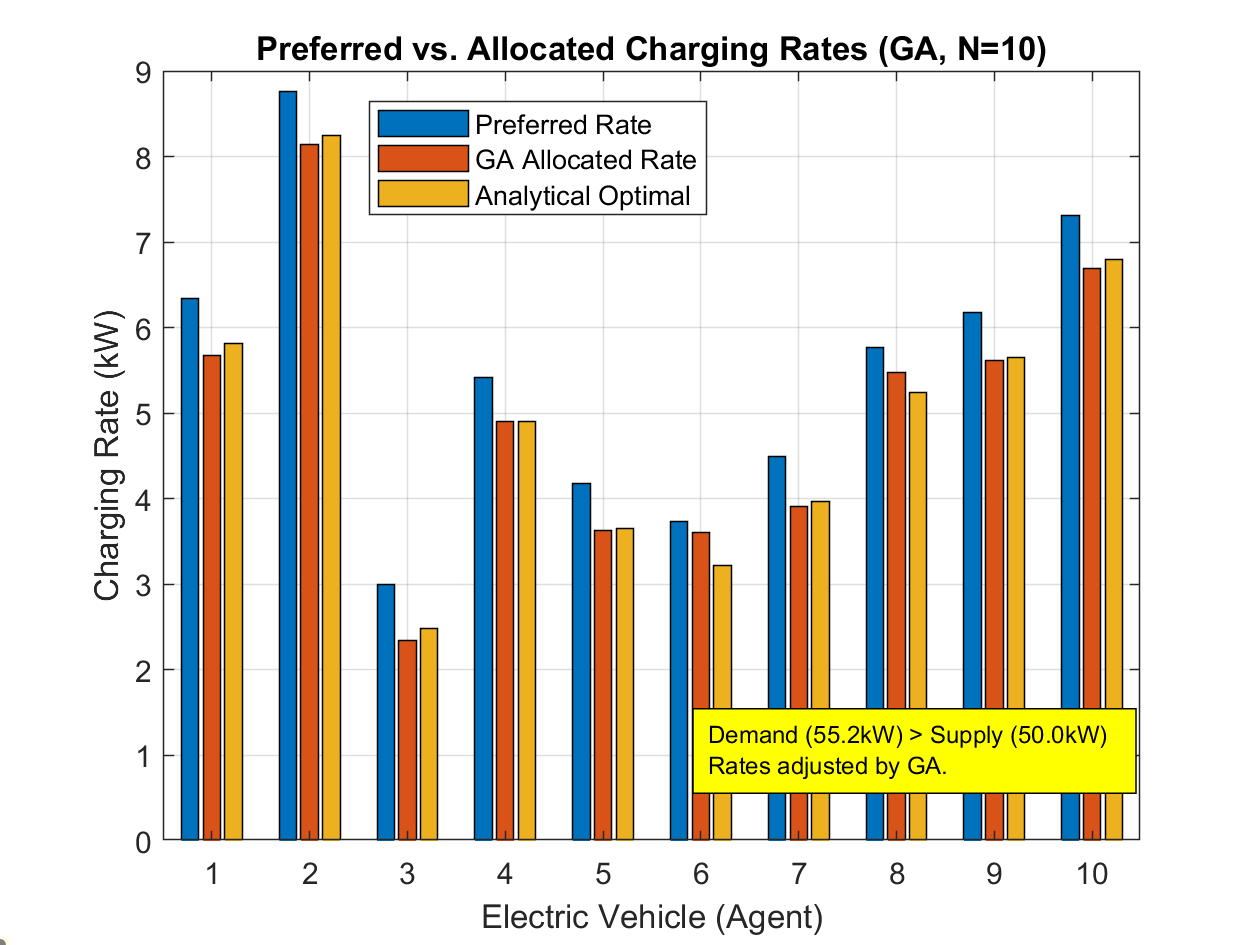 Preferred vs. Allocated Charging Rates (GA, N=10)
9
8
7
6
5
4
3
2
1
0
Charging Rate (kW)
Preferred Rate
GA Allocated Rate
Analytical Optimal
Demand (55.2kW) > Supply (50.0kW)
Rates adjusted by GA.
1 2 3 4 5 6 7 8 9 10
Electric Vehicle (Agent)